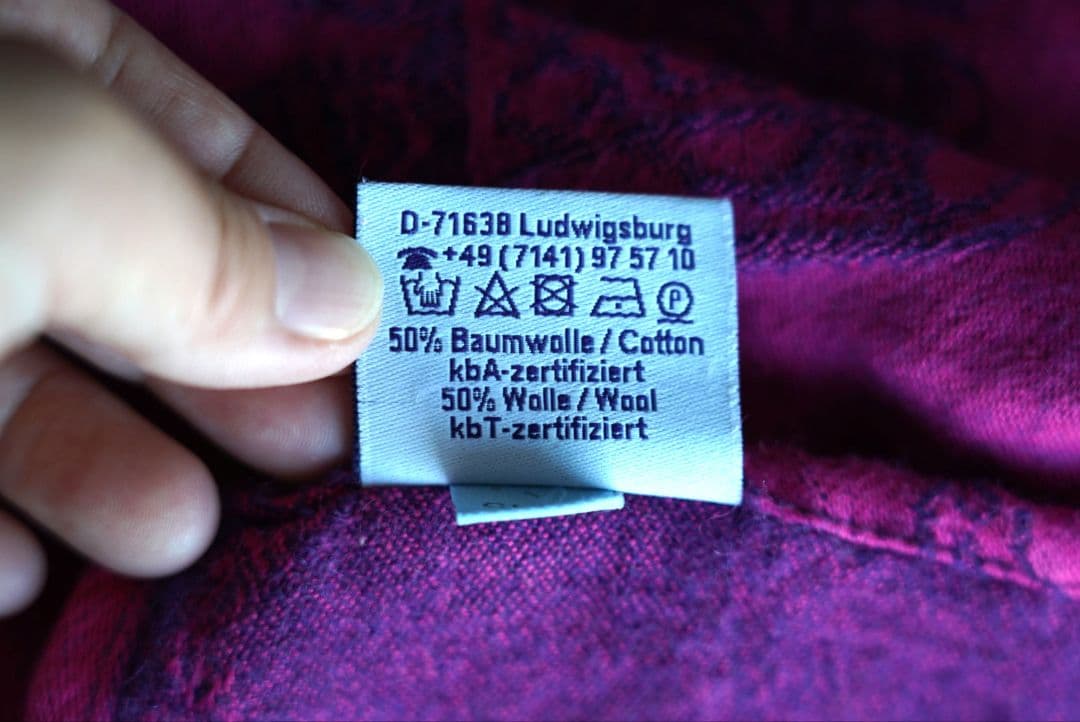 D-71638 Ludwigsburg
+49 (7141) 97 57 10
P
50% Baumwolle / Cotton
kbA-zertifiziert
50% Wolle / Wool
kbT-zertifiziert